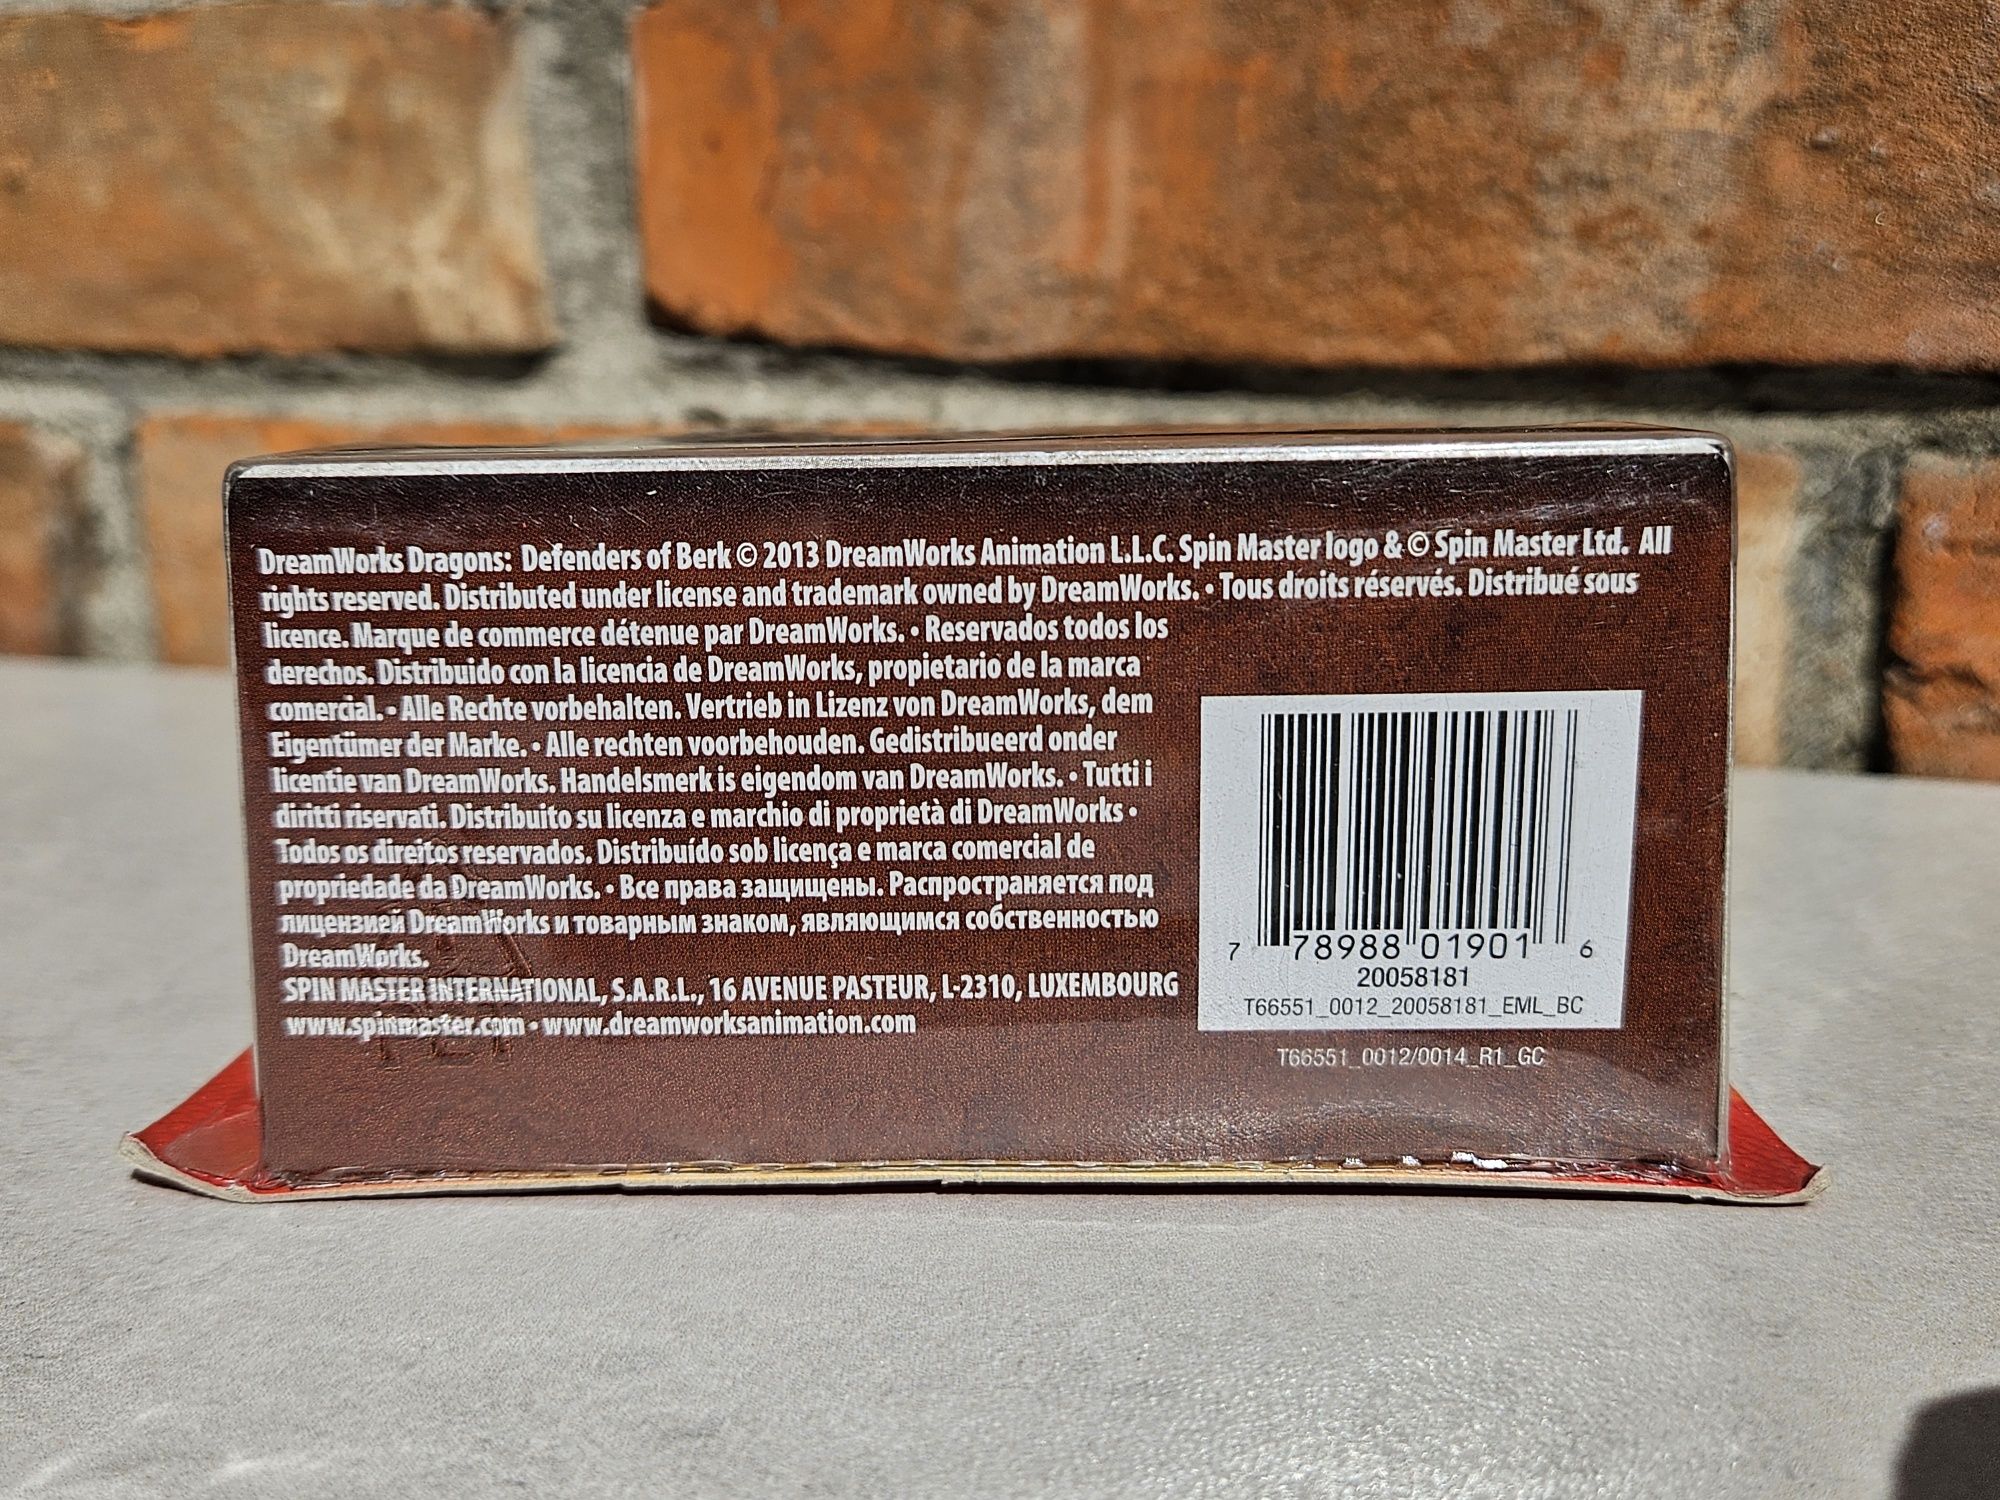 DreamWorks Dragons: Defenders of Berk © 2013 DreamWorks Animation L.L.C. Spin Master logo & © Spin Master Ltd. All
rights reserved. Distributed under license and trademark owned by DreamWorks. • Tous droits réservés. Distribué sous
licence. Marque de commerce détenue par DreamWorks. • Reservados todos los
derechos. Distribuido con la licencia de DreamWorks, propietario de la marca
comercial. • Alle Rechte vorbehalten. Vertrieb in Lizenz von DreamWorks, dem
Eigentümer der Marke. • Alle rechten voorbehouden. Gedistribueerd onder
licentie van DreamWorks. Handelsmerk is eigendom van DreamWorks. • Tutti i
diritti riservati. Distribuito su licenza e marchio di proprietà di DreamWorks •
Todos os direitos reservados. Distribuído sob licença e marca comercial de
propriedade da DreamWorks. • Все права защищены. Распространяется под
лицензией DreamWorks и товарным знаком, являющимся собственностью
DreamWorks.
SPIN MASTER INTERNATIONAL, S.A.R.L., 16 AVENUE PASTEUR, L-2310, LUXEMBOURG
www.spinmaster.com • www.dreamworksanimation.com
7 78988 01901 6
20058181
T66551_0012_20058181_EML_BC
T66551_0012/0014_R1_GC